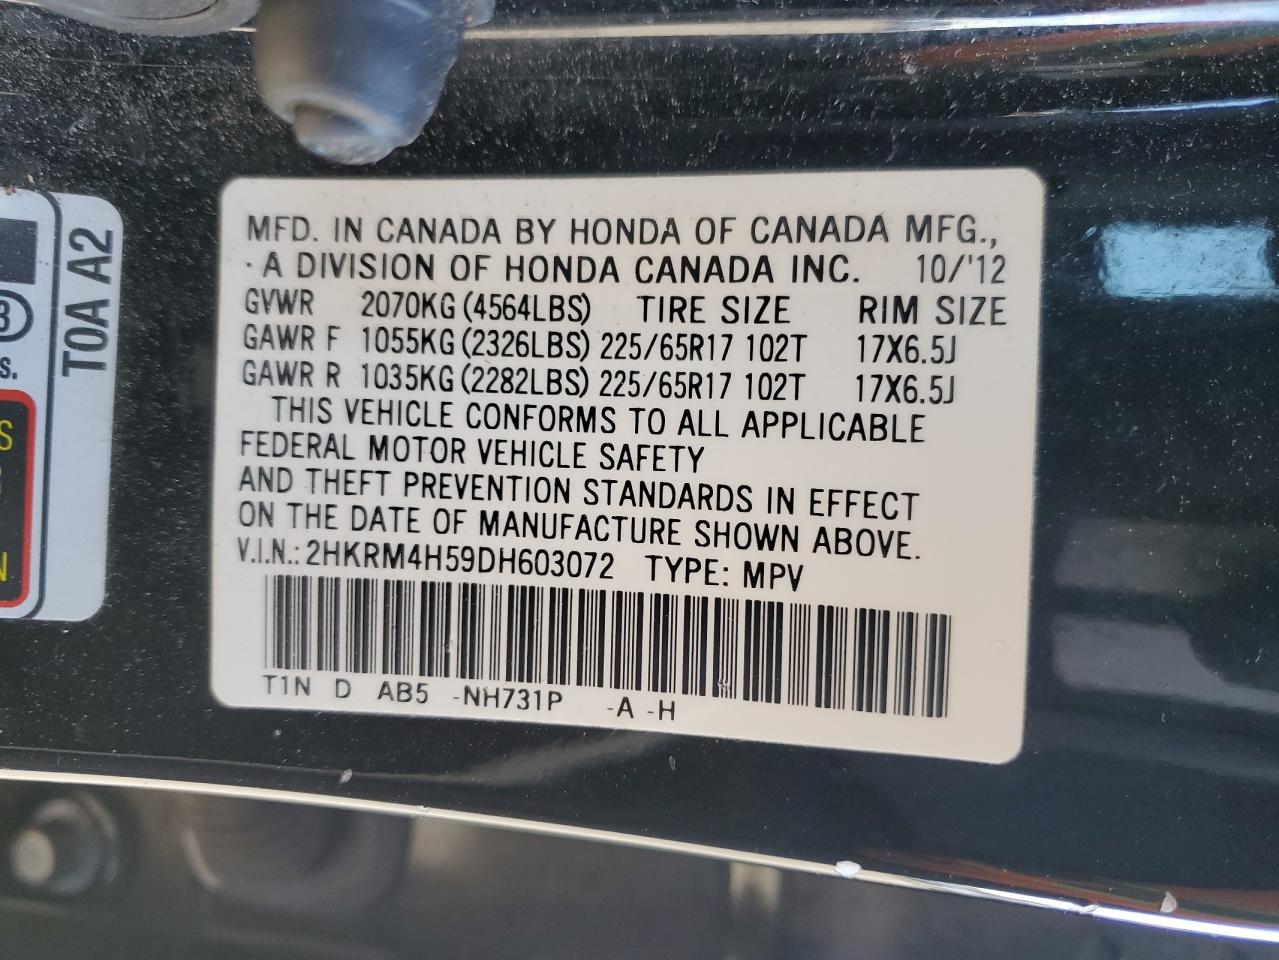 MFD. IN CANADA BY HONDA OF CANADA MFG.,
A DIVISION OF HONDA CANADA INC. 10/'12
GVWR 2070KG (4564LBS) TIRE SIZE RIM SIZE
GAWR F 1055KG (2326LBS) 225/65R17 102T 17X6.5J
GAWR R 1035KG (2282LBS) 225/65R17 102T 17X6.5J
THIS VEHICLE CONFORMS TO ALL APPLICABLE
FEDERAL MOTOR VEHICLE SAFETY
AND THEFT PREVENTION STANDARDS IN EFFECT
ON THE DATE OF MANUFACTURE SHOWN ABOVE.
V.I.N.: 2HKRM4H59DH603072 TYPE: MPV
T1N D AB5 -NH731P -A -H
T0A A2